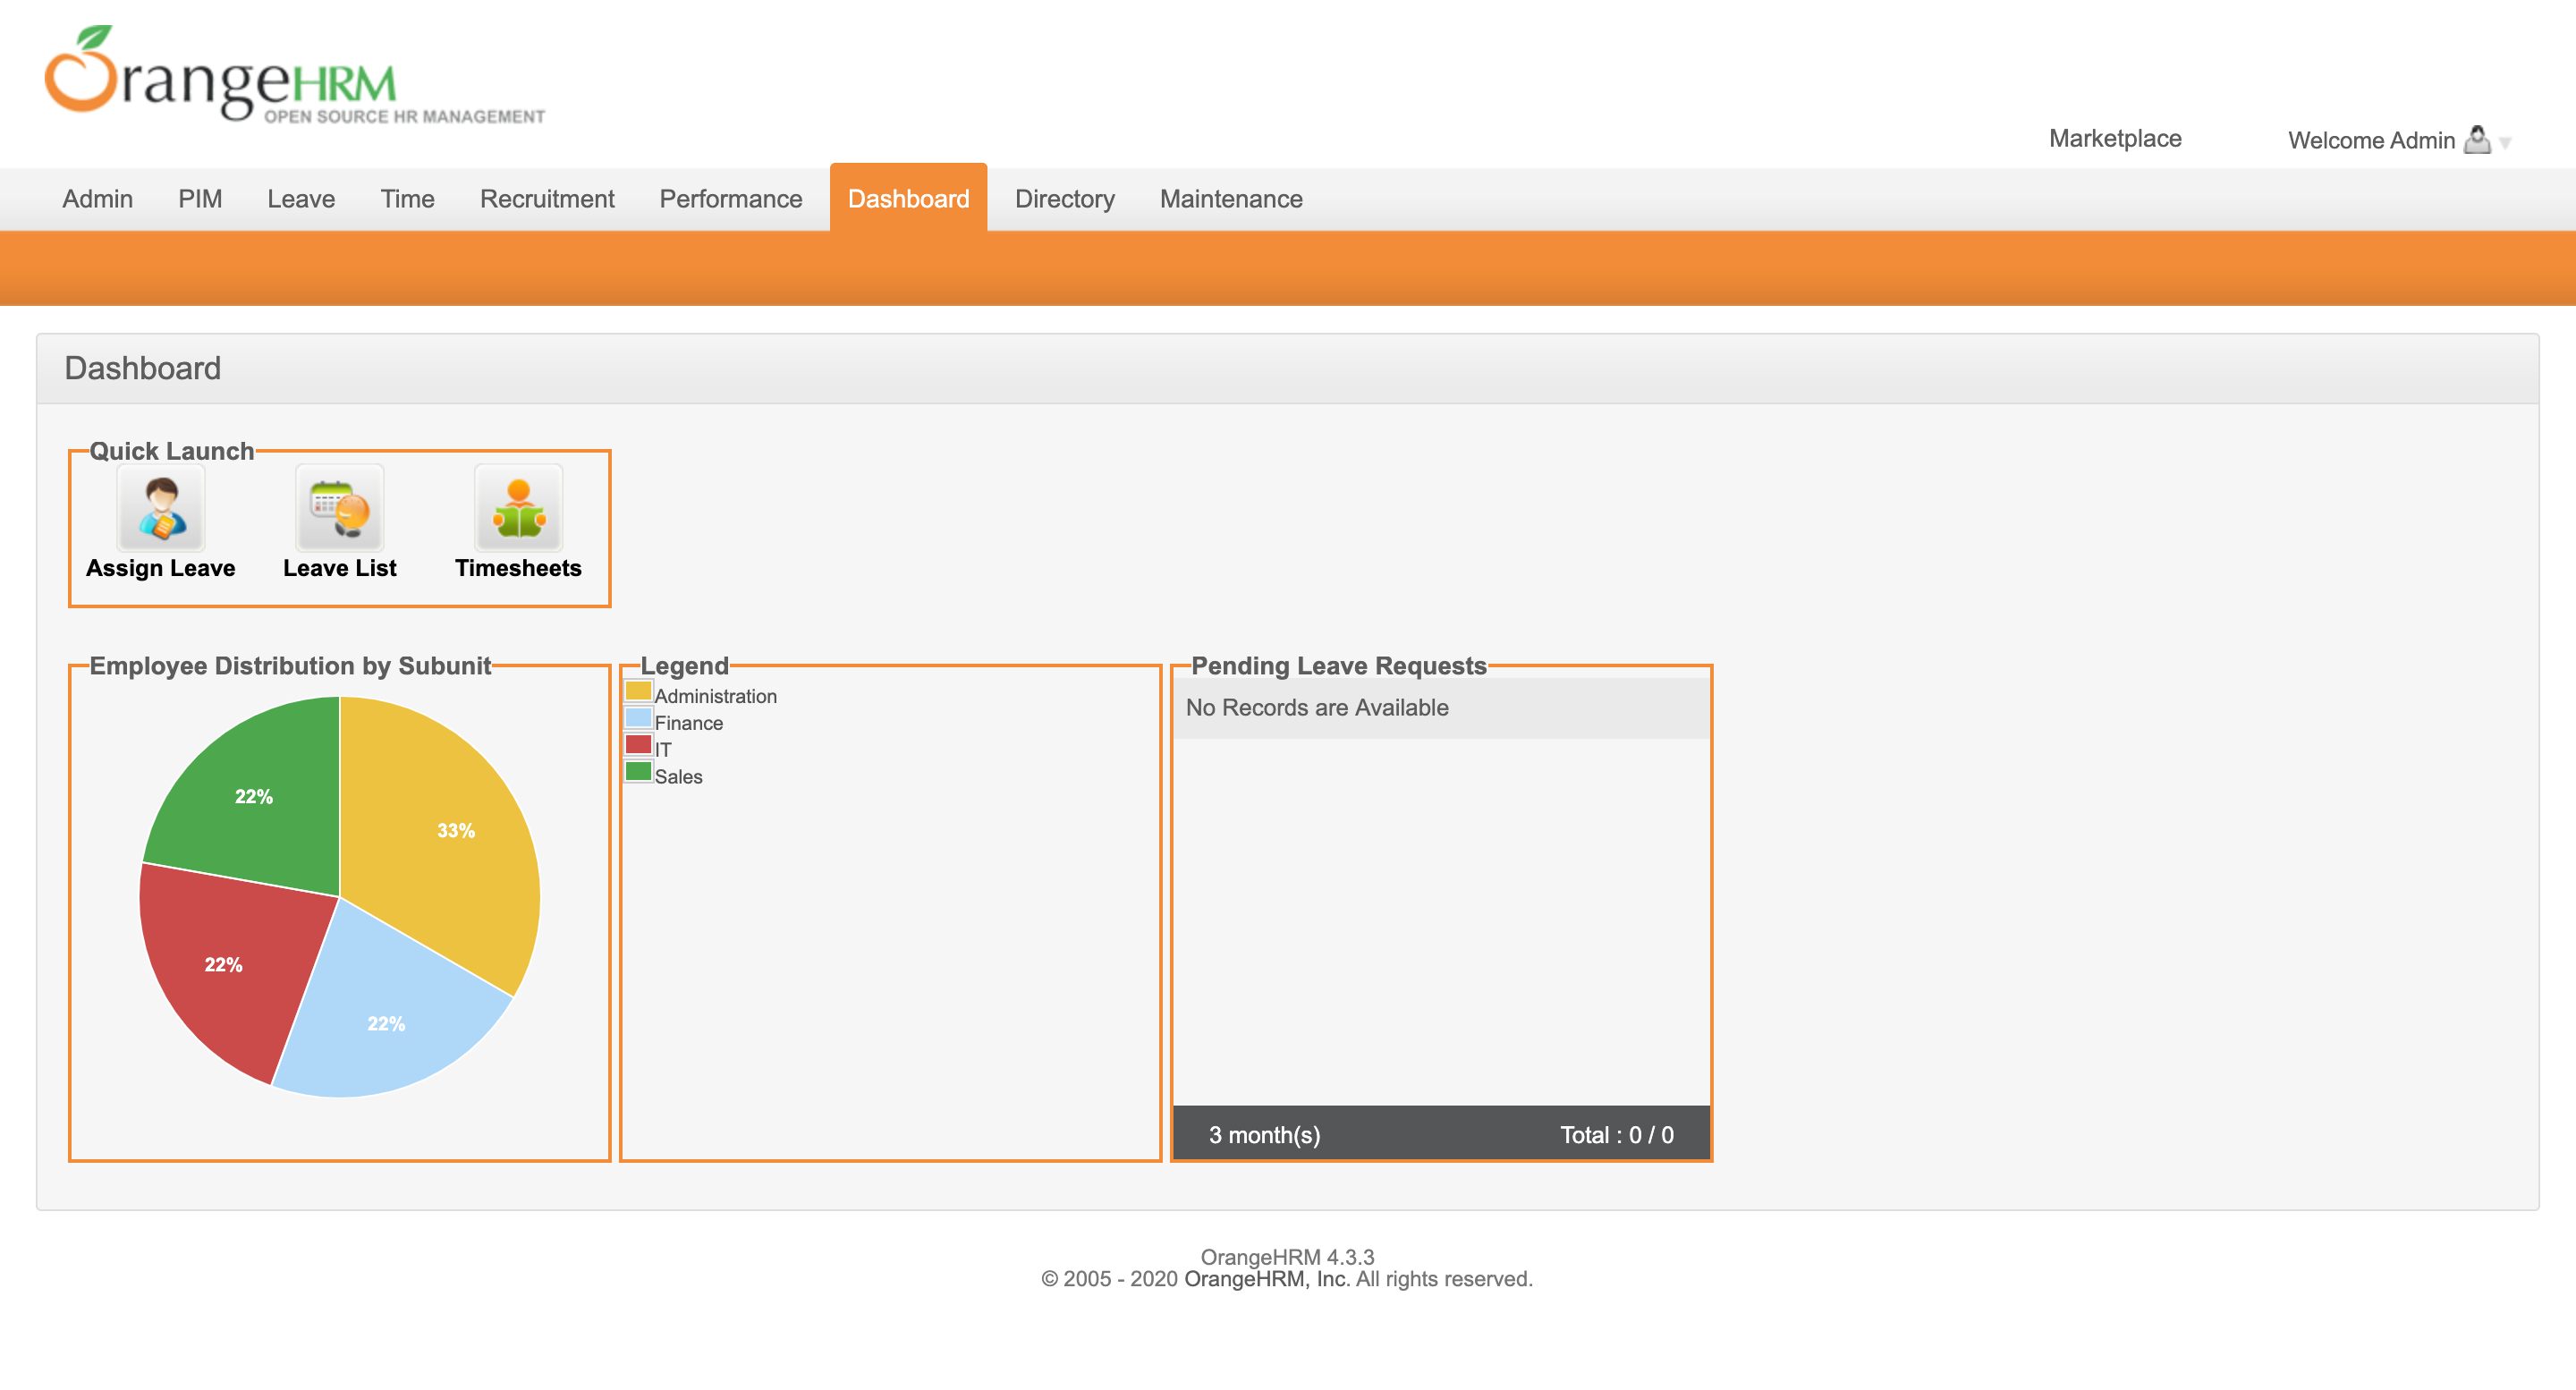 OrangeHRM
OPEN SOURCE HR MANAGEMENT
Marketplace
Welcome Admin
Admin PIM Leave Time Recruitment Performance Dashboard Directory Maintenance
Dashboard
Quick Launch
Assign Leave Leave List Timesheets
Employee Distribution by Subunit
33%
22%
22%
22%
Legend
Administration
Finance
IT
Sales
Pending Leave Requests
No Records are Available
3 month(s) Total : 0 / 0
OrangeHRM 4.3.3
© 2005 - 2020 OrangeHRM, Inc. All rights reserved.